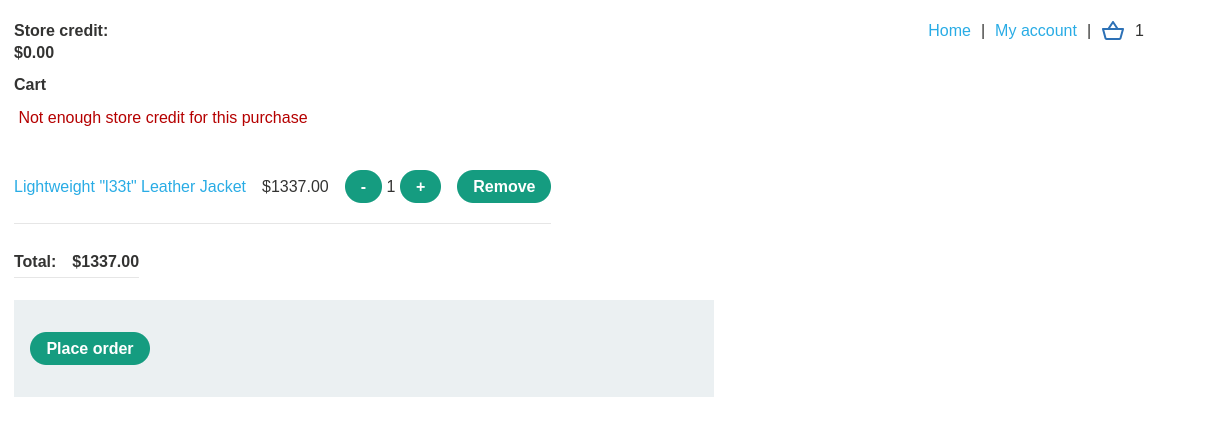 Store credit:
$0.00
Home | My account | 1
Cart
Not enough store credit for this purchase
Lightweight "l33t" Leather Jacket $1337.00 - 1 + Remove
Total: $1337.00
Place order